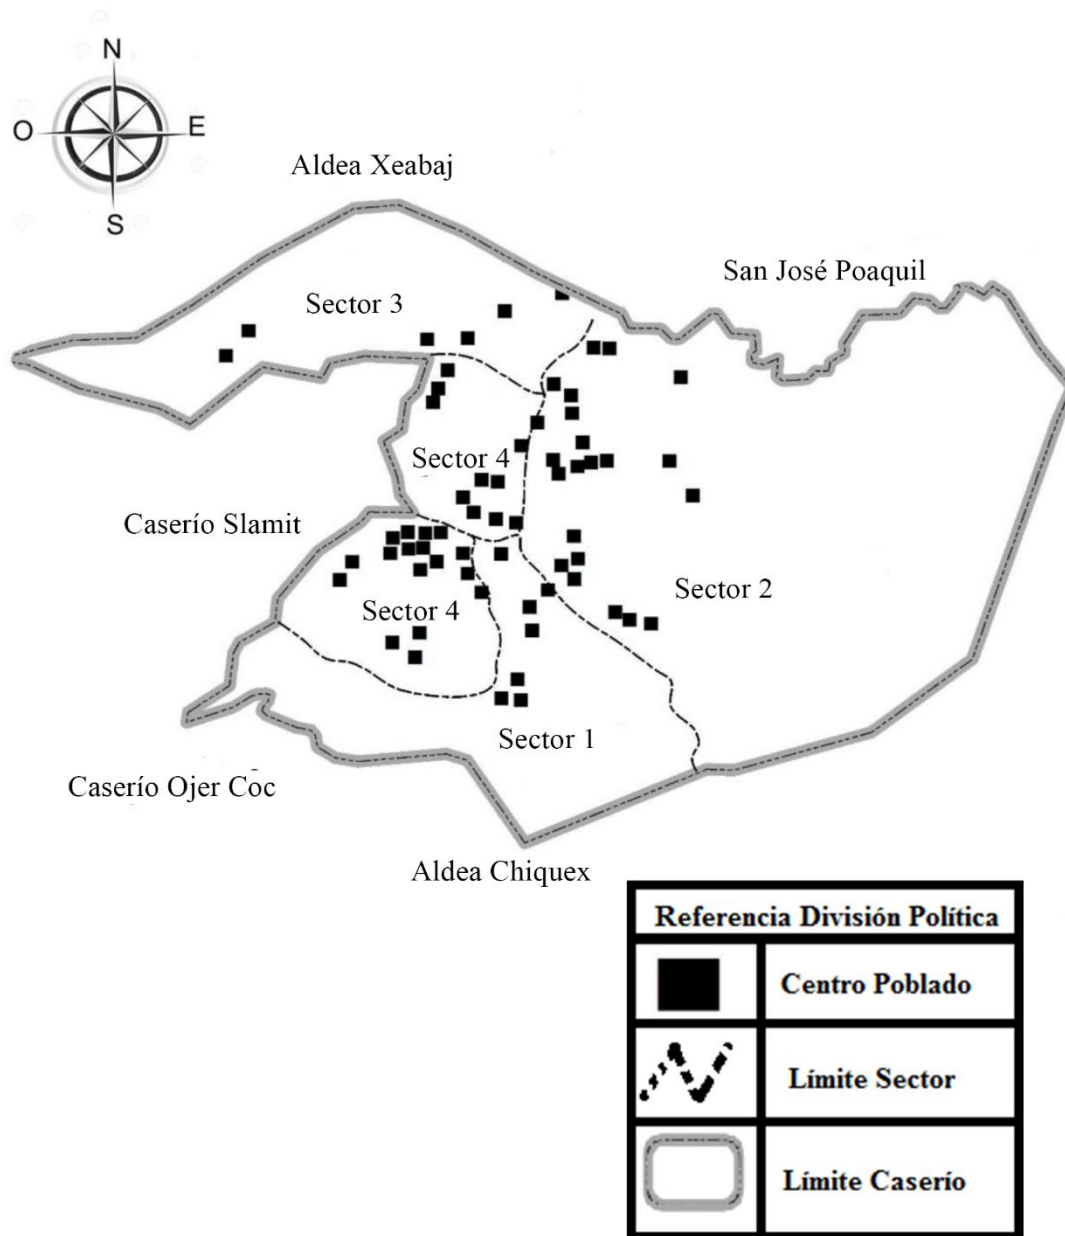 N
O
E
S
Aldea Xeabaj
San José Poaquil
Sector 3
Sector 4
Caserío Slamit
Sector 2
Sector 4
Sector 1
Caserío Ojer Coc
Aldea Chiquex
Referencia División Política
Centro Poblado
Límite Sector
Límite Caserío